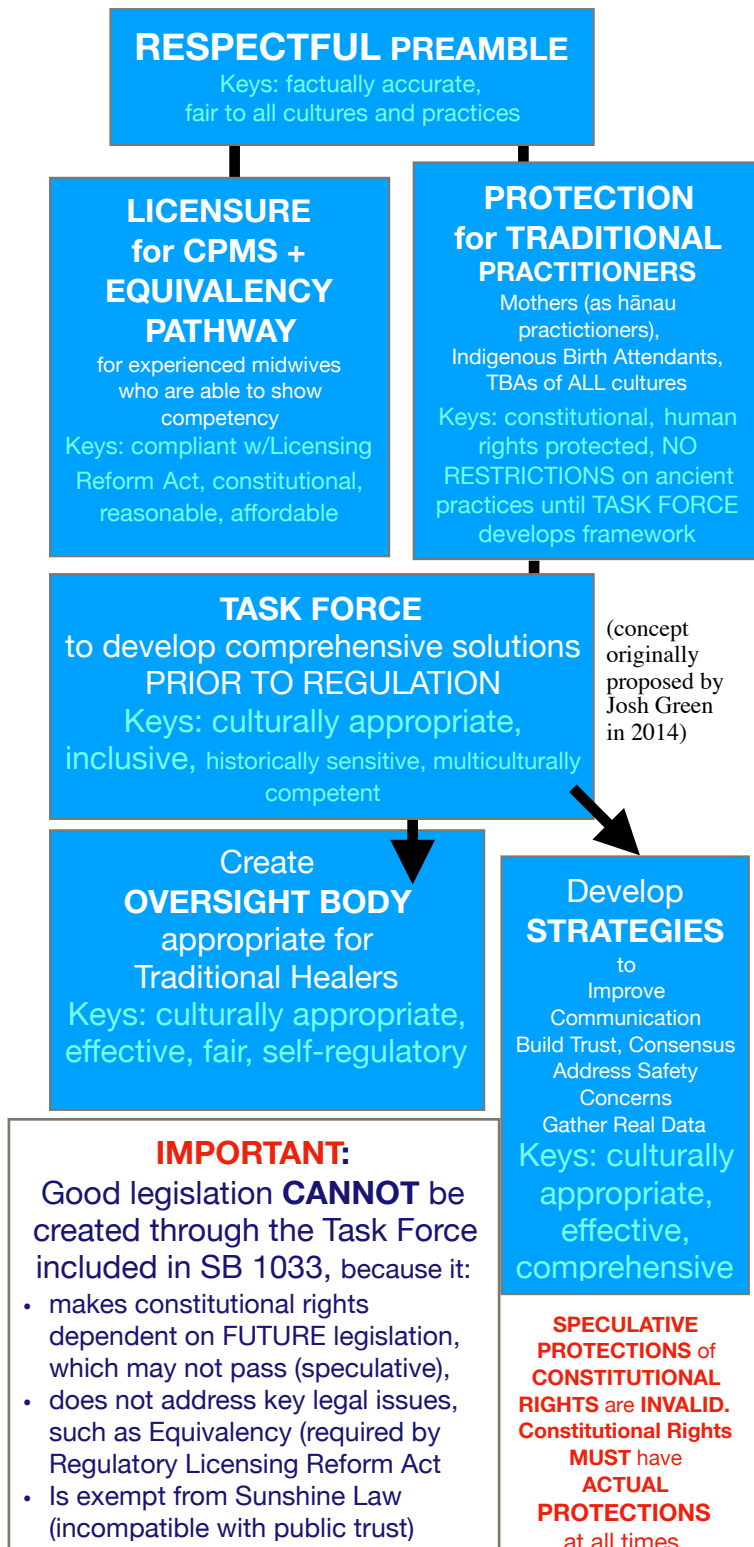 RESPECTFUL PREAMBLE
Keys: factually accurate,
fair to all cultures and practices
LICENSURE
for CPMS +
EQUIVALENCY
PATHWAY
for experienced midwives
who are able to show
competency
Keys: compliant w/Licensing
Reform Act, constitutional,
reasonable, affordable
PROTECTION
for TRADITIONAL
PRACTITIONERS
Mothers (as hānau
practictioners),
Indigenous Birth Attendants,
TBAs of ALL cultures
Keys: constitutional, human
rights protected, NO
RESTRICTIONS on ancient
practices until TASK FORCE
develops framework
TASK FORCE
to develop comprehensive solutions
PRIOR TO REGULATION
Keys: culturally appropriate,
inclusive, historically sensitive, multiculturally
competent
(concept
originally
proposed by
Josh Green
in 2014)
Create
OVERSIGHT BODY
appropriate for
Traditional Healers
Keys: culturally appropriate,
effective, fair, self-regulatory
Develop
STRATEGIES
to
Improve
Communication
Build Trust, Consensus
Address Safety
Concerns
Gather Real Data
Keys: culturally
appropriate,
effective,
comprehensive
IMPORTANT:
Good legislation CANNOT be
created through the Task Force
included in SB 1033, because it:
• makes constitutional rights
dependent on FUTURE legislation,
which may not pass (speculative),
• does not address key legal issues,
such as Equivalency (required by
Regulatory Licensing Reform Act
• Is exempt from Sunshine Law
(incompatible with public trust)
SPECULATIVE
PROTECTIONS of
CONSTITUTIONAL
RIGHTS are INVALID.
Constitutional Rights
MUST have
ACTUAL
PROTECTIONS
at all times